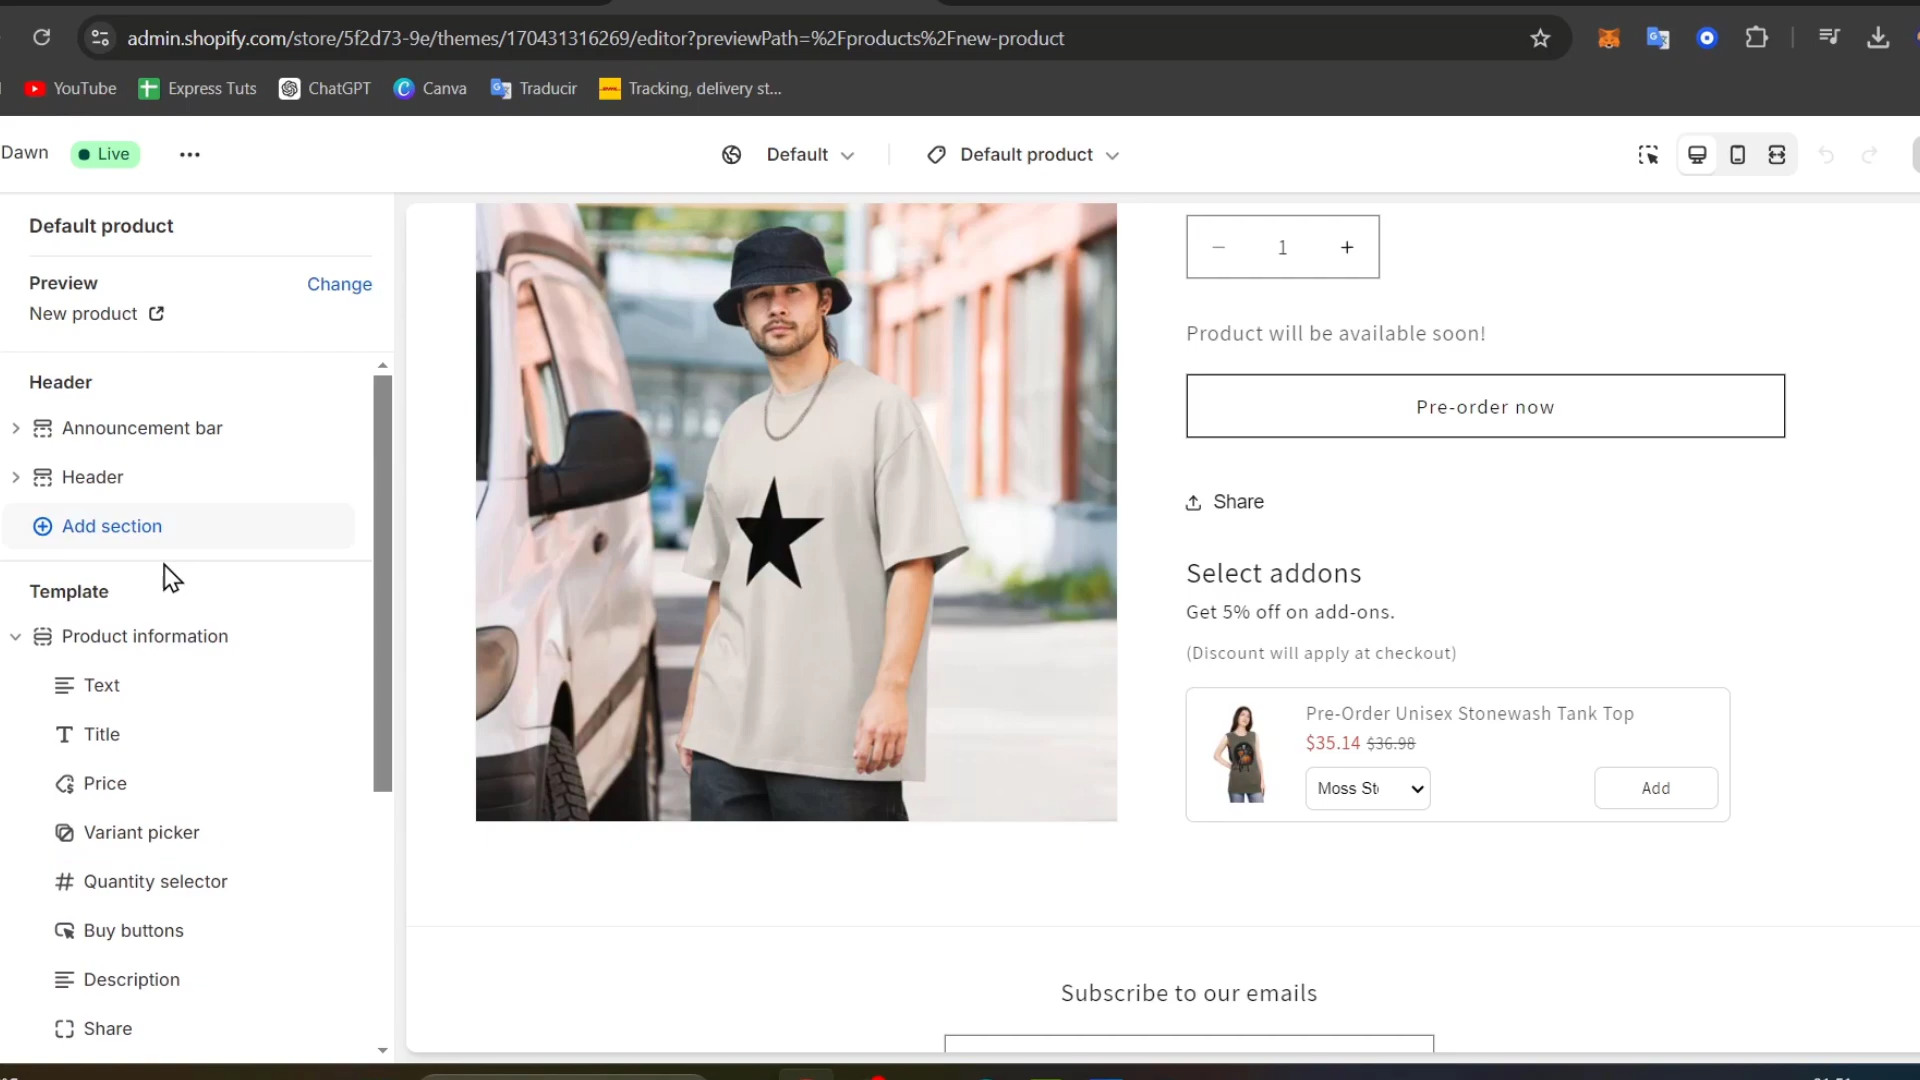 admin.shopify.com/store/5f2d73-9e/themes/170431316269/editor?previewPath=%2Fproducts%2Fnew-product
YouTube
Express Tuts
ChatGPT
Canva
Traducir
Tracking, delivery st...
Dawn
Live
Default
Default product
Default product
Preview
Change
New product
Header
Announcement bar
Header
Add section
Template
Product information
Text
Title
Price
Variant picker
Quantity selector
Buy buttons
Description
Share
1
Product will be available soon!
Pre-order now
Share
Select addons
Get 5% off on add-ons.
(Discount will apply at checkout)
Pre-Order Unisex Stonewash Tank Top
$35.14 $36.98
Moss St
Add
Subscribe to our emails